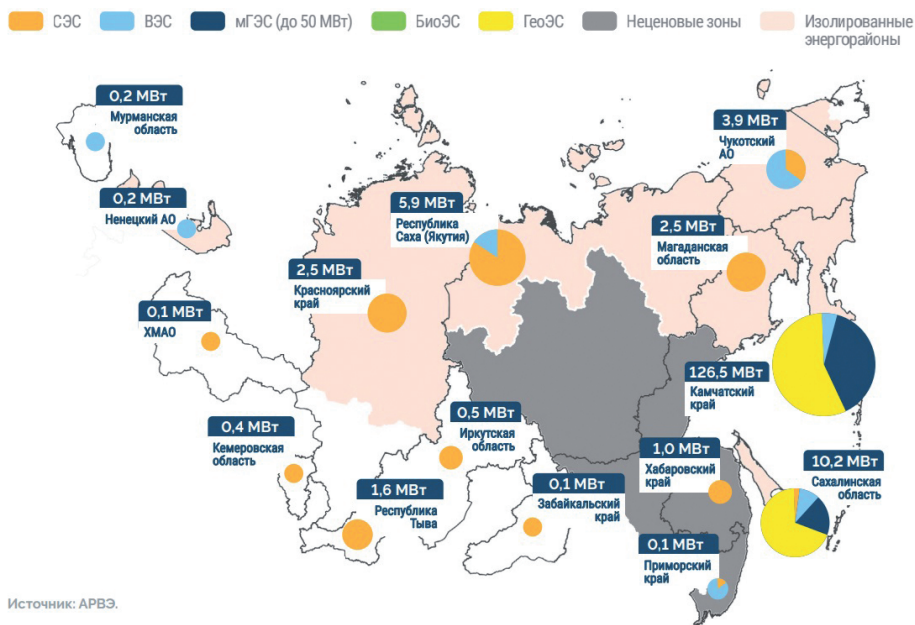 СЭС
ВЭС
мГЭС (до 50 МВт)
БиоЭС
ГеоЭС
Неценовые зоны
Изолированные
энергорайоны
0,2 МВт
Мурманская
область
3,9 МВт
Чукотский
АО
0,2 МВт
Ненецкий АО
5,9 МВт
Республика
Саха (Якутия)
2,5 МВт
Магаданская
область
2,5 МВт
Красноярский
край
0,1 МВт
ХМАО
126,5 МВт
Камчатский
край
0,4 МВт
Кемеровская
область
0,5 МВт
Иркутская
область
1,0 МВт
Хабаровский
край
10,2 МВт
Сахалинская
область
1,6 МВт
Республика
Тыва
0,1 МВт
Забайкальский
край
0,1 МВт
Приморский
край
Источник: АРВЭ.